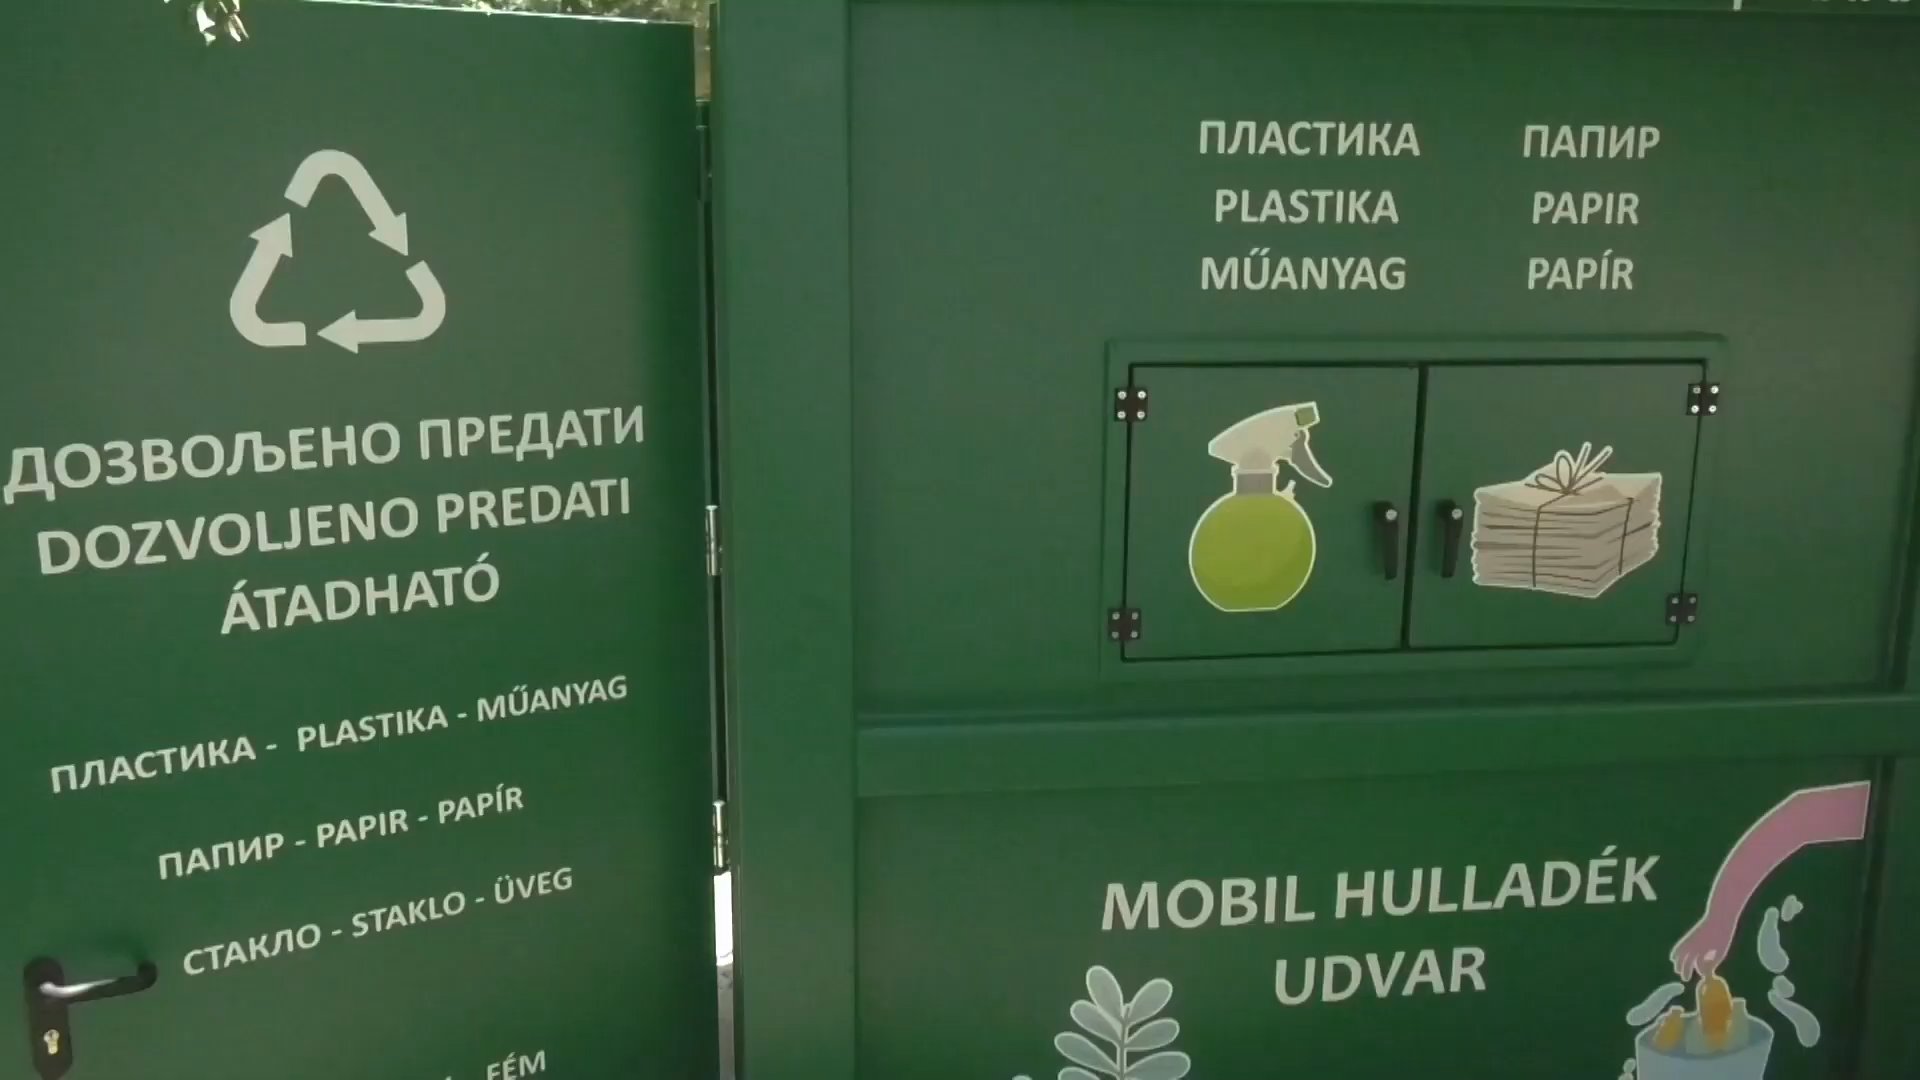 ДОЗВОЉЕНО ПРЕДАТИ
DOZVOLJENO PREDATI
ÁTADHATÓ
ПЛАСТИКА - PLASTIKA - MŰANYAG
ПАПИР - PAPIR - PAPÍR
СТАКЛО - STAKLO - ÜVEG
- FÉM
ПЛАСТИКА
PLASTIKA
MŰANYAG
ПАПИР
PAPIR
PAPÍR
MOBIL HULLADÉK
UDVAR